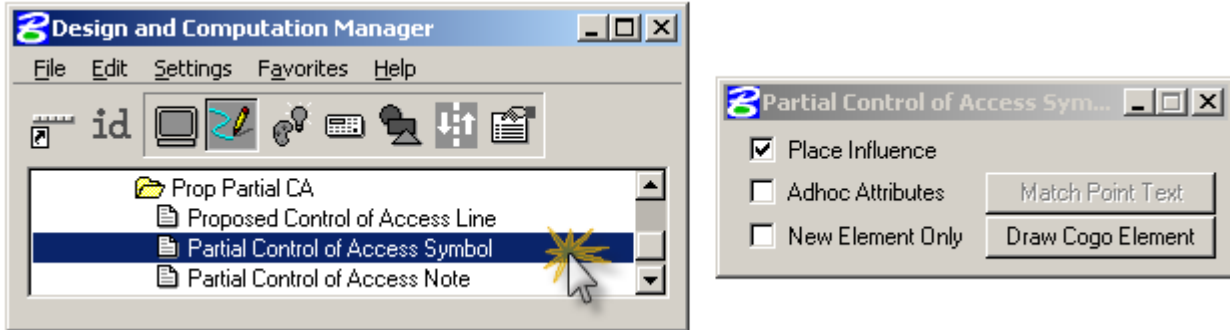 Design and Computation Manager
File Edit Settings Favorites Help
id
Prop Partial CA
Proposed Control of Access Line
Partial Control of Access Symbol
Partial Control of Access Note
Partial Control of Access Sym...
Place Influence
Adhoc Attributes Match Point Text
New Element Only Draw Cogo Element